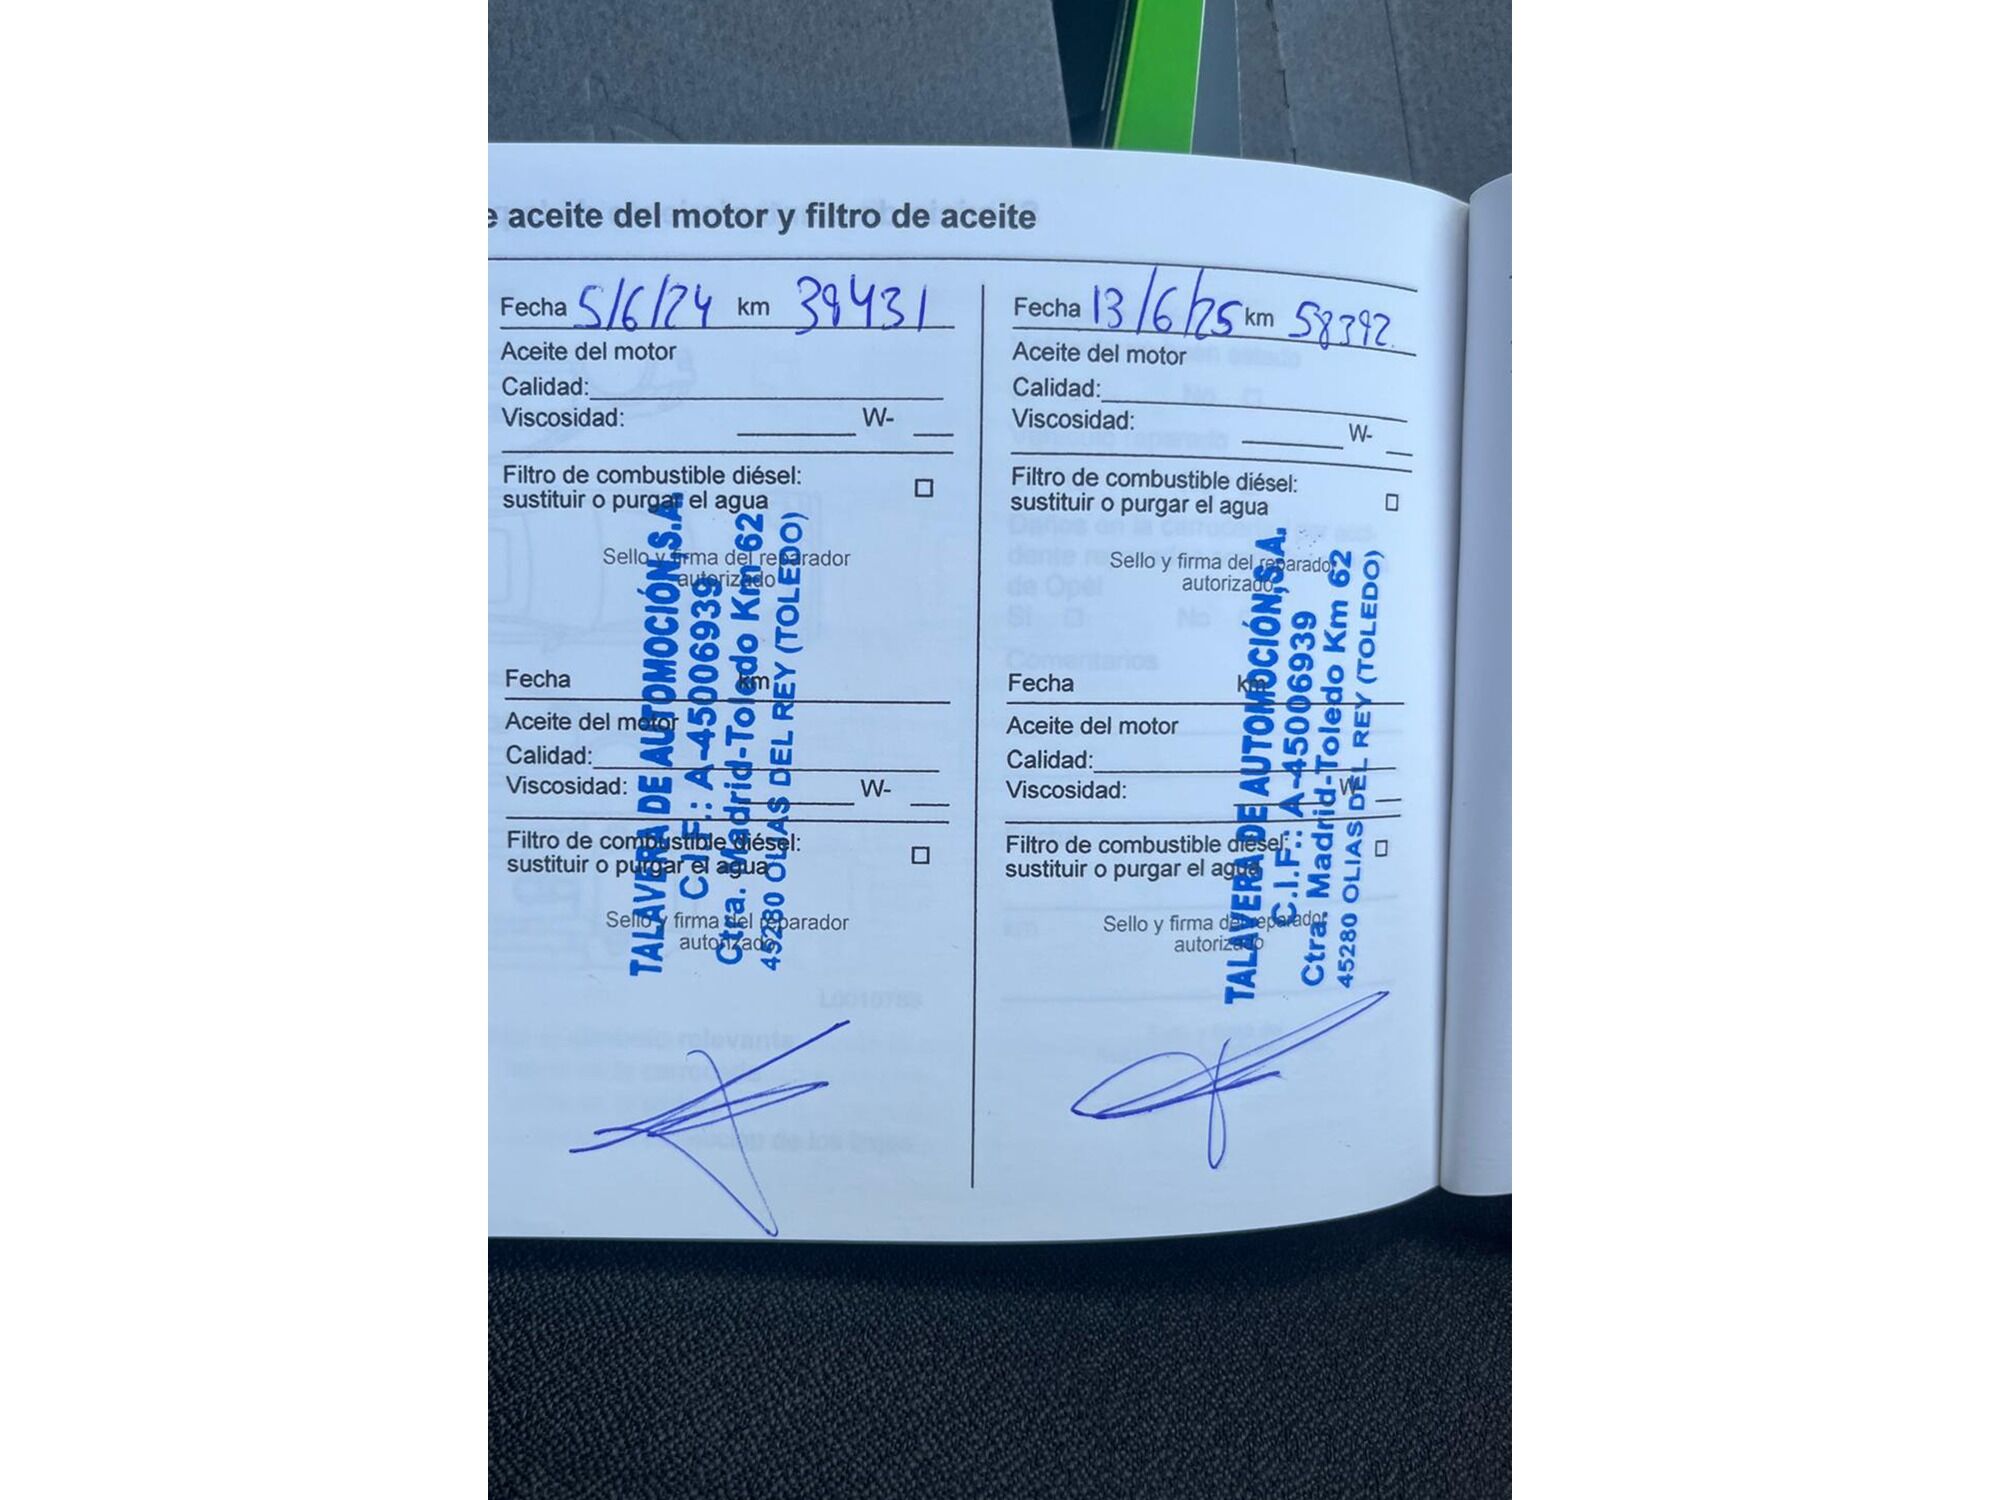 e aceite del motor y filtro de aceite
Fecha 5/6/24 km 39431
Aceite del motor
Calidad:
Viscosidad: W-
Filtro de combustible diésel:
sustituir o purgar el agua
Sello y firma del reparador
autorizado
Fecha km
Aceite del motor
Calidad:
Viscosidad: W-
Filtro de combustible diésel:
sustituir o purgar el agua
Sello y firma del reparador
autorizado
TALAVERA DE AUTOMOCIÓN,S.A.
C.I.F.: A-45006939
Ctra. Madrid-Toledo Km 62
45280 OLIAS DEL REY (TOLEDO)
Fecha 13/6/25 km 58392
Aceite del motor
Calidad:
Viscosidad: W-
Filtro de combustible diésel:
sustituir o purgar el agua
Sello y firma del reparador
autorizado
Fecha km
Aceite del motor
Calidad:
Viscosidad: W-
Filtro de combustible diésel:
sustituir o purgar el agua
Sello y firma del reparador
autorizado
TALAVERA DE AUTOMOCIÓN,S.A.
C.I.F.: A-45006939
Ctra. Madrid-Toledo Km 62
45280 OLIAS DEL REY (TOLEDO)